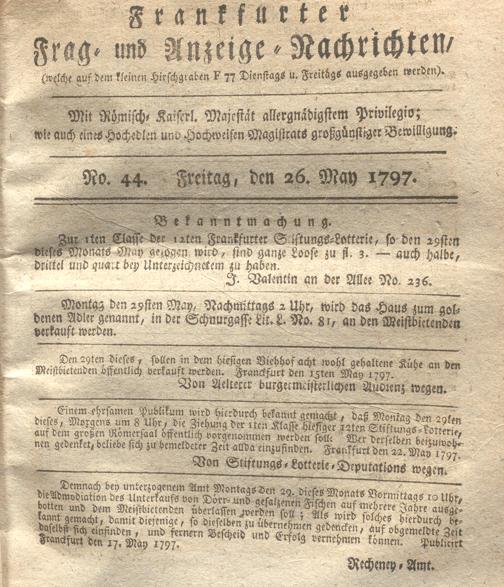 Frankfurter
Frag- und Anzeige-Nachrichten,
(welche auf dem kleinen Hirschgraben F 77 Dienstags u. Freitags ausgegeben werden).
Mit Römisch-Kaiserl. Majestät allergnädigstem Privilegio;
wie auch eines Hochedlen und Hochweisen Magistrats großgünstiger Bewilligung.
No. 44. Freitag, den 26. May 1797.
Bekanntmachung.
Zur 1ten Classe der 12ten Frankfurter Stiftungs-Lotterie, so den 29sten
dieses Monats May gezogen wird, sind ganze Loose zu fl. 3. — auch halbe,
drittel und quart bey Unterzeichnetem zu haben.
J. Valentin an der Allee No. 236.
Montag den 29sten May, Nachmittags 2 Uhr, wird das Haus zum gol-
denen Adler genannt, in der Schnurgasse Lit. L. No. 81, an den Meistbietenden
verkauft werden.
Den 29ten dieses, sollen in dem hiesigen Viehhof acht wohl gehaltene Kühe an den
Meistbietenden öffentlich verkauft werden. Franckfurt den 15ten May 1797.
Von Aelterer burgermeisterlichen Audienz wegen.
Einem ehrsamen Publikum wird hierdurch bekannt gemacht, daß Montag den 29ten
dieses, Morgens um 8 Uhr, die Ziehung der 1ten Klasse hiesiger 12ten Stiftungs-Lotterie,
auf dem großen Römersaal öffentlich vorgenommen werden solle. Wer derselben beizuwoh-
nen gedenket, beliebe sich zu bemeldeter Zeit allda einzufinden. Frankfurt den 22. May 1797.
Von Stiftungs-Lotterie-Deputations wegen.
Demnach bey unterzogenem Amt Montags den 29. dieses Monats Vormittags 10 Uhr,
die Admodiation des Unterkaufs von Dörr- und gesalzenen Fischen auf mehrere Jahre ausge-
botten und dem Meistbietenden überlassen werden soll; Als wird solches hierdurch be-
kannt gemacht, damit diejenige, so dieselben zu übernehmen gedencken, auf obgemeldte Zeit
daselbst sich einfinden, und fernern Bescheid und Erfolg vernehmen können. Publicirt
Franckfurt den 17. May 1797.
Recheney-Amt.